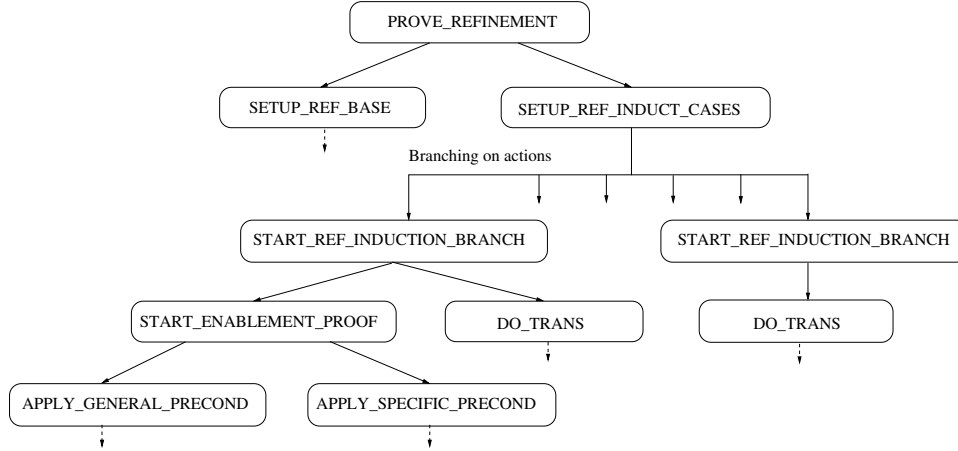 PROVE_REFINEMENT
SETUP_REF_BASE
SETUP_REF_INDUCT_CASES
Branching on actions
START_REF_INDUCTION_BRANCH
START_REF_INDUCTION_BRANCH
START_ENABLEMENT_PROOF
DO_TRANS
DO_TRANS
APPLY_GENERAL_PRECOND
APPLY_SPECIFIC_PRECOND